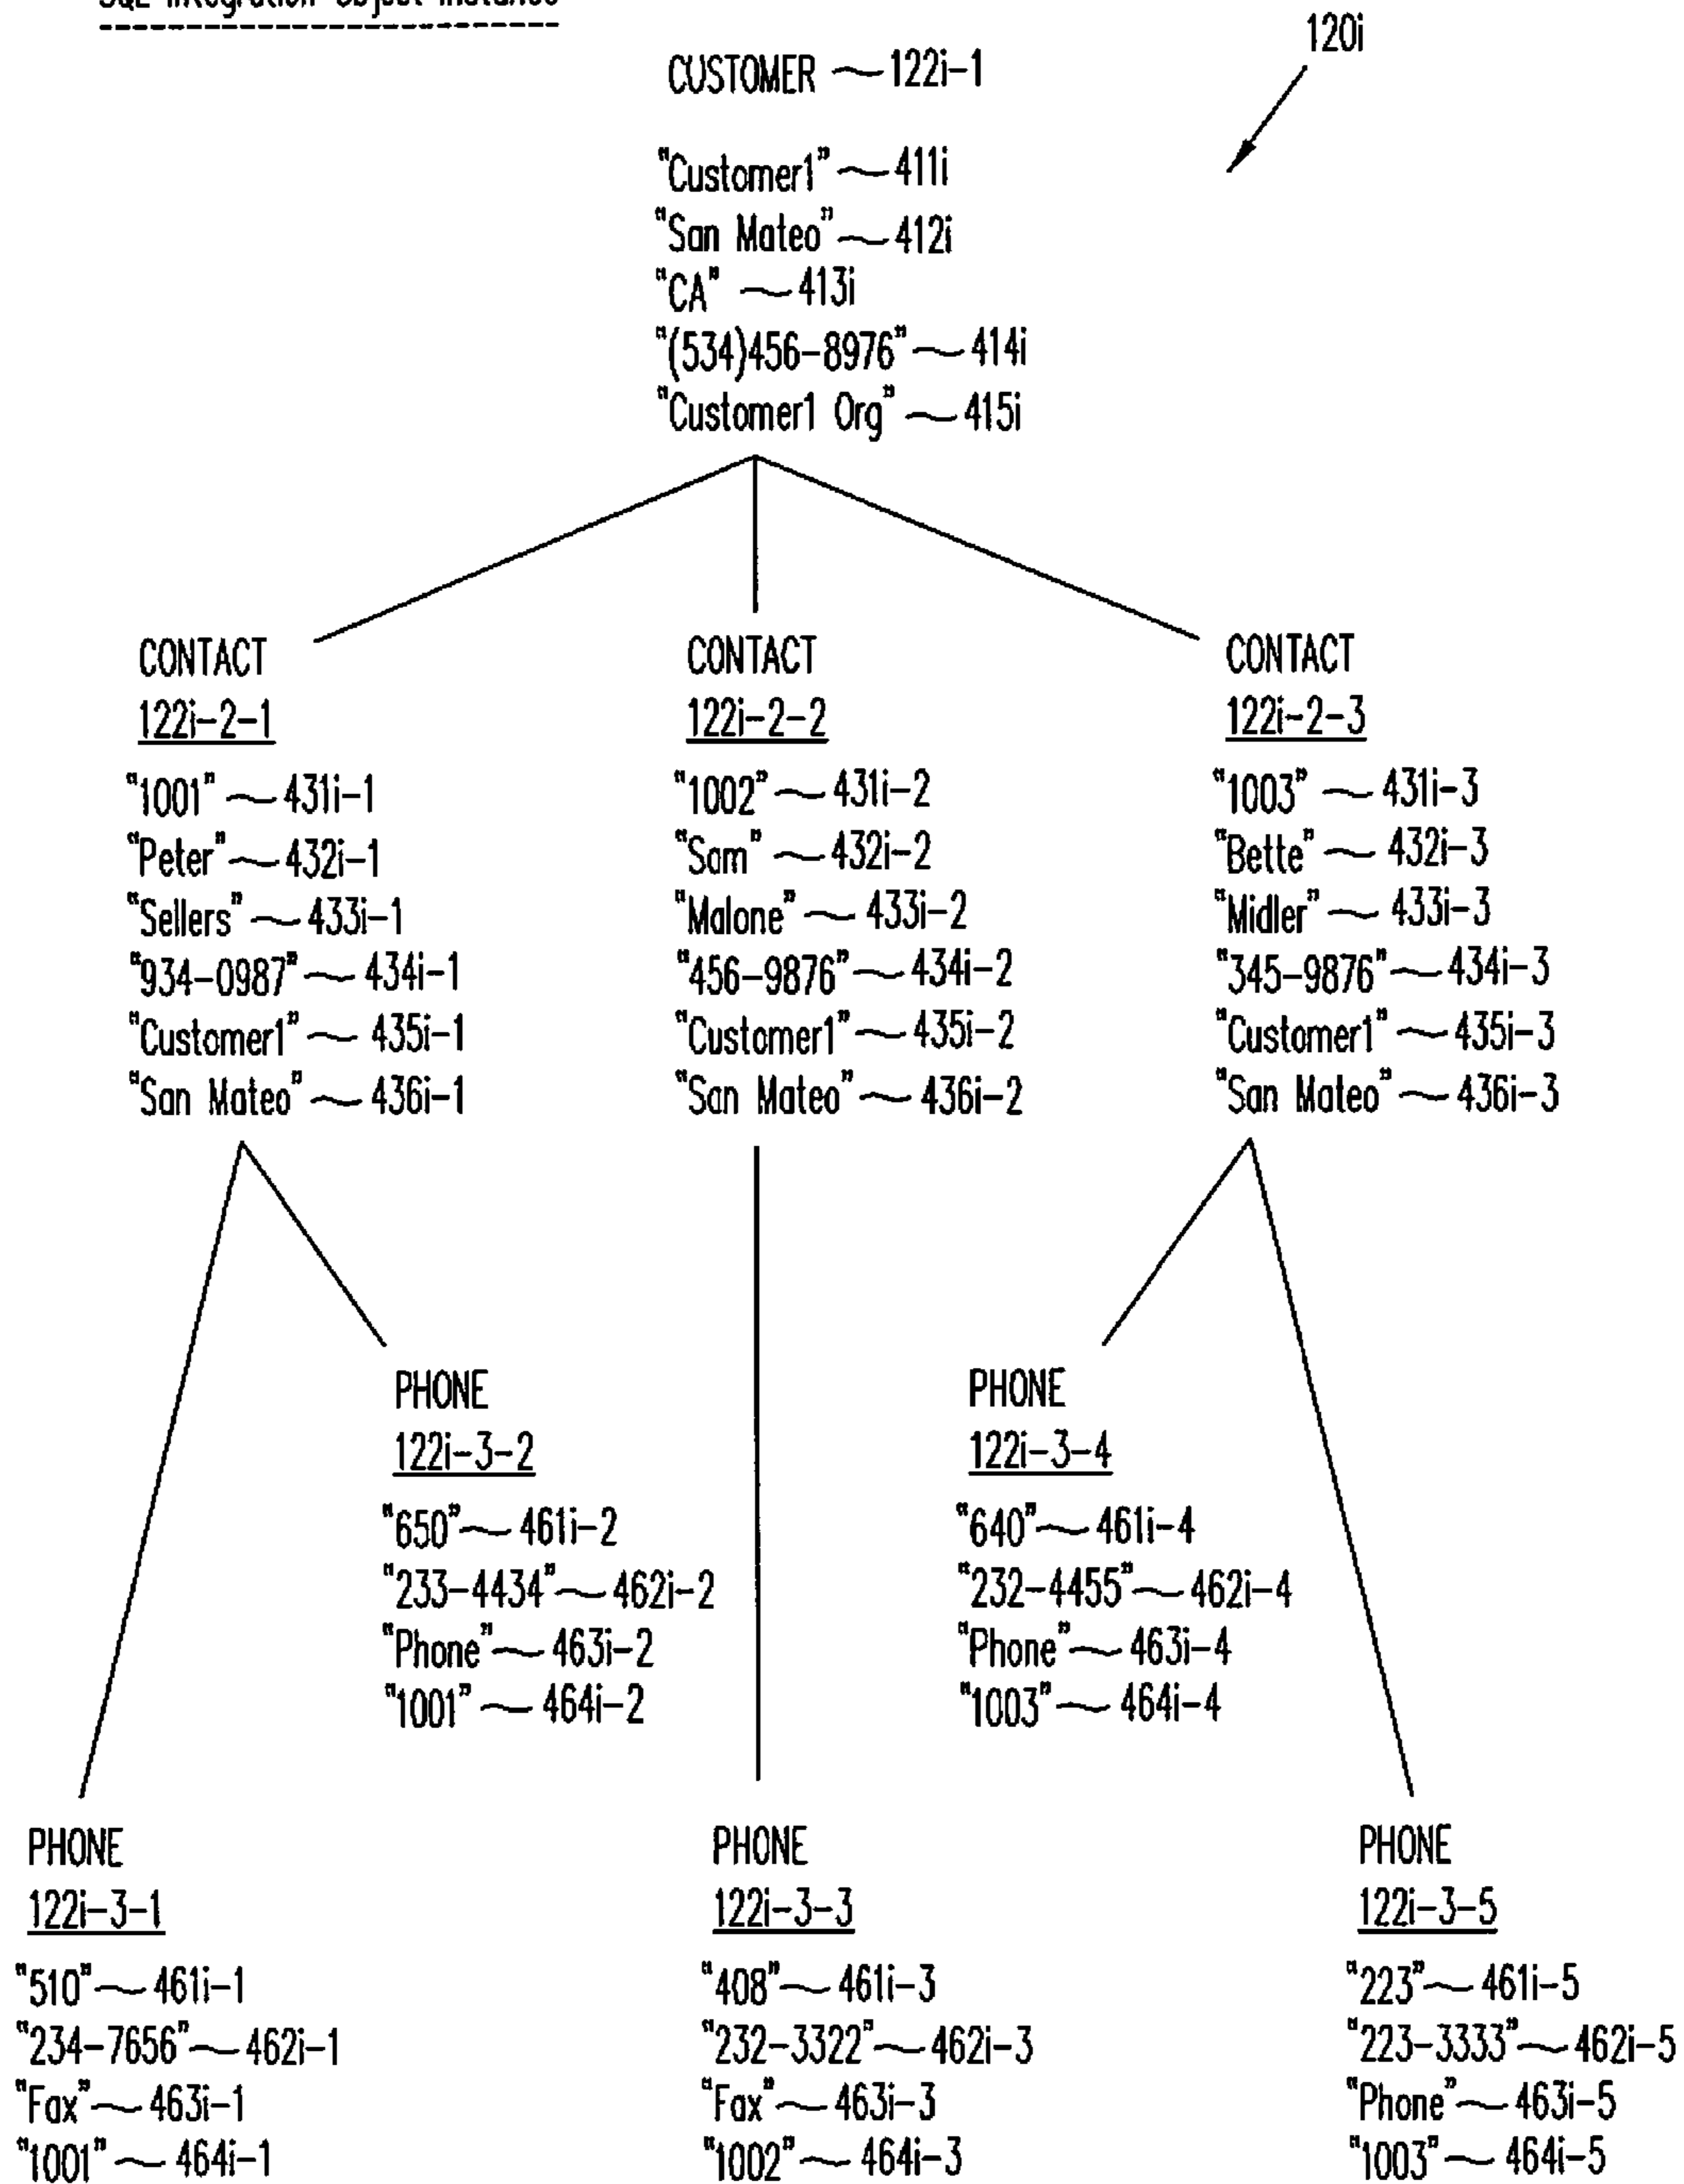 SQL Integration Object Instance
120i
CUSTOMER 122i-1
"Customer1" 411i
"San Mateo" 412i
"CA" 413i
"(534)456-8976" 414i
"Customer1 Org" 415i
CONTACT
122i-2-1
"1001" 431i-1
"Peter" 432i-1
"Sellers" 433i-1
"934-0987" 434i-1
"Customer1" 435i-1
"San Mateo" 436i-1
CONTACT
122i-2-2
"1002" 431i-2
"Sam" 432i-2
"Malone" 433i-2
"456-9876" 434i-2
"Customer1" 435i-2
"San Mateo" 436i-2
CONTACT
122i-2-3
"1003" 431i-3
"Bette" 432i-3
"Midler" 433i-3
"345-9876" 434i-3
"Customer1" 435i-3
"San Mateo" 436i-3
PHONE
122i-3-2
"650" 461i-2
"233-4434" 462i-2
"Phone" 463i-2
"1001" 464i-2
PHONE
122i-3-4
"640" 461i-4
"232-4455" 462i-4
"Phone" 463i-4
"1003" 464i-4
PHONE
122i-3-1
"510" 461i-1
"234-7656" 462i-1
"Fax" 463i-1
"1001" 464i-1
PHONE
122i-3-3
"408" 461i-3
"232-3322" 462i-3
"Fax" 463i-3
"1002" 464i-3
PHONE
122i-3-5
"223" 461i-5
"223-3333" 462i-5
"Phone" 463i-5
"1003" 464i-5